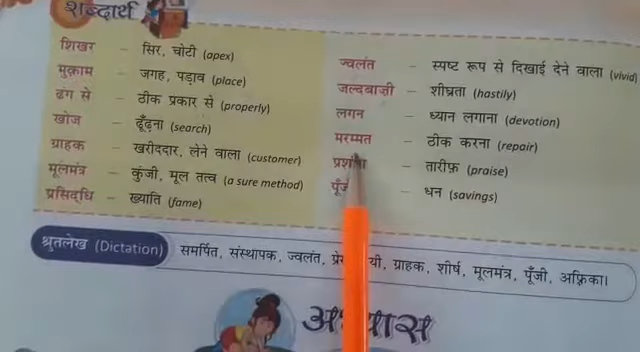 शब्दार्थ
शिखर – सिर, चोटी (apex)
मुक़ाम – जगह, पड़ाव (place)
ढंग से – ठीक प्रकार से (properly)
खोज – ढूँढ़ना (search)
ग्राहक – खरीददार, लेने वाला (customer)
मूलमंत्र – कुंजी, मूल तत्व (a sure method)
प्रसिद्धि – ख्याति (fame)
ज्वलंत – स्पष्ट रूप से दिखाई देने वाला (vivid)
जल्दबाज़ी – शीघ्रता (hastily)
लगन – ध्यान लगाना (devotion)
मरम्मत – ठीक करना (repair)
– तारीफ़ (praise)
– धन (savings)
श्रुतलेख (Dictation) समर्पित, संस्थापक, ज्वलंत, ग्राहक, शीर्ष, मूलमंत्र, पूँजी, अफ्रिका।